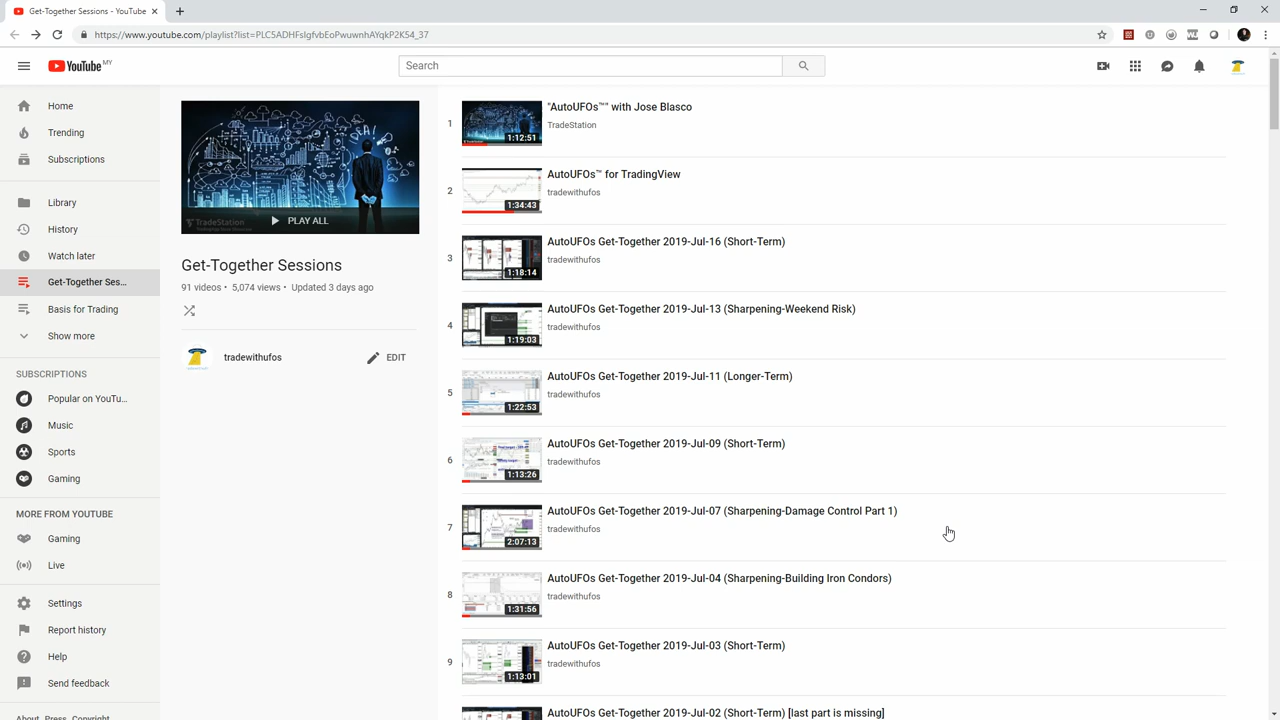 Get-Together Sessions - YouTube
https://www.youtube.com/playlist?list=PLC5ADHFsIgfvbEoPwuwnhAYqkP2K54_37
YouTube MY
Search
Home
Trending
Subscriptions
Library
History
Watch later
Get-Together Ses...
Basis for Trading
Show more
SUBSCRIPTIONS
Popular on YouTu...
Music
Sports
Gaming
MORE FROM YOUTUBE
Gaming
Live
Settings
Report history
Help
Send feedback
About Press Copyright
IDEA!
TradeStation
PLAY ALL
Get-Together Sessions
91 videos • 5,074 views • Updated 3 days ago
tradewithufos
EDIT
1
1:12:51
"AutoUFOs™" with Jose Blasco
TradeStation
2
1:34:43
AutoUFOs™ for TradingView
tradewithufos
3
1:18:14
AutoUFOs Get-Together 2019-Jul-16 (Short-Term)
tradewithufos
4
1:19:03
AutoUFOs Get-Together 2019-Jul-13 (Sharpening-Weekend Risk)
tradewithufos
5
1:22:53
AutoUFOs Get-Together 2019-Jul-11 (Longer-Term)
tradewithufos
6
1:13:26
AutoUFOs Get-Together 2019-Jul-09 (Short-Term)
tradewithufos
7
2:07:13
AutoUFOs Get-Together 2019-Jul-07 (Sharpening-Damage Control Part 1)
tradewithufos
8
1:31:56
AutoUFOs Get-Together 2019-Jul-04 (Sharpening-Building Iron Condors)
tradewithufos
9
1:13:01
AutoUFOs Get-Together 2019-Jul-03 (Short-Term)
tradewithufos
AutoUFOs Get-Together 2019-Jul-02 (Short-Term) [last part is missing]